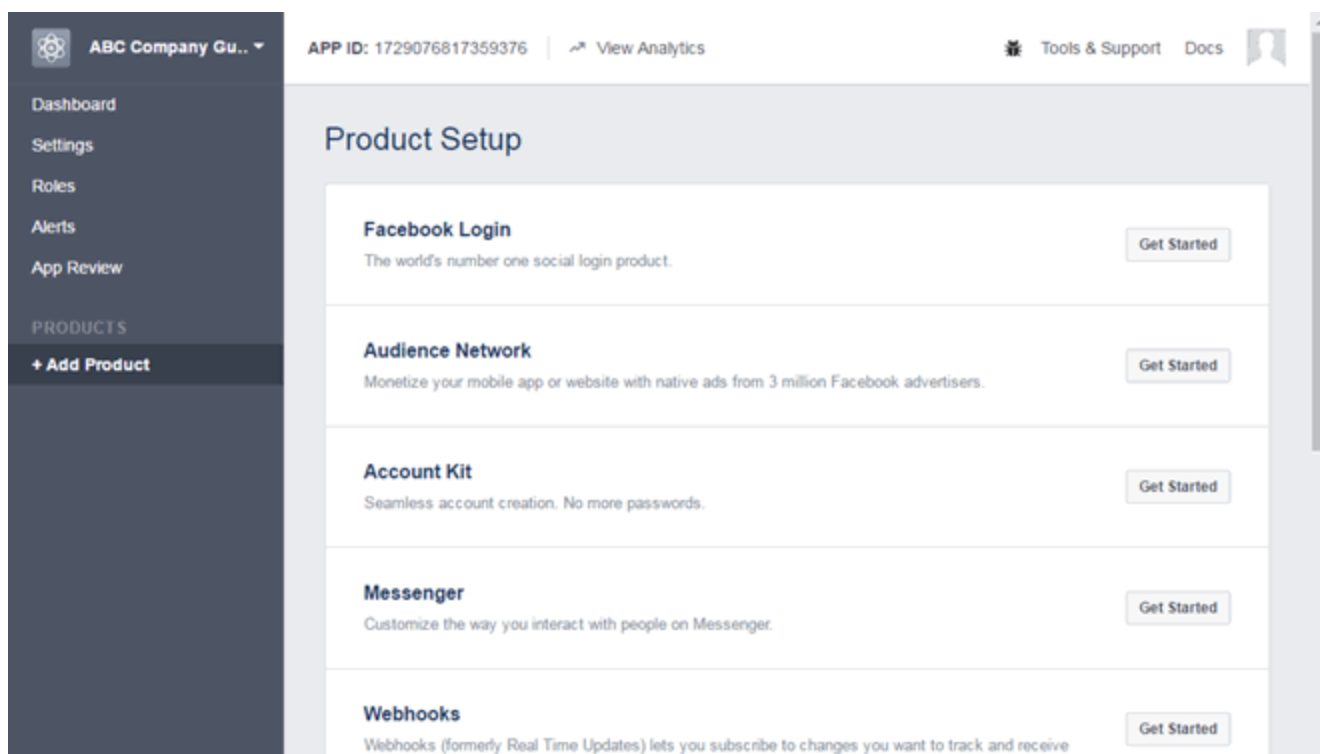 ABC Company Gu..
APP ID: 1729076817359376
View Analytics
Tools & Support
Docs
Dashboard
Settings
Roles
Alerts
App Review
PRODUCTS
+ Add Product
Product Setup
Facebook Login
The world's number one social login product.
Get Started
Audience Network
Monetize your mobile app or website with native ads from 3 million Facebook advertisers.
Get Started
Account Kit
Seamless account creation. No more passwords.
Get Started
Messenger
Customize the way you interact with people on Messenger.
Get Started
Webhooks
Webhooks (formerly Real Time Updates) lets you subscribe to changes you want to track and receive
Get Started